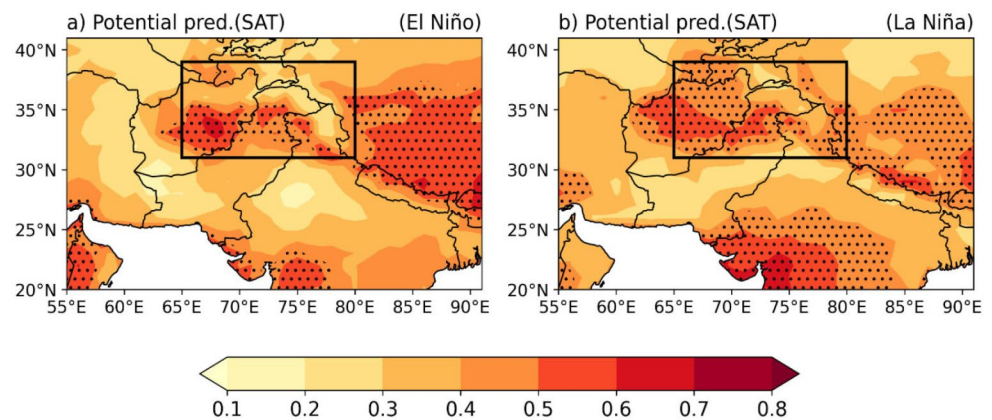 a) Potential pred.(SAT) (El Niño)
b) Potential pred.(SAT) (La Niña)
40°N
35°N
30°N
25°N
20°N
55°E 60°E 65°E 70°E 75°E 80°E 85°E 90°E
40°N
35°N
30°N
25°N
20°N
55°E 60°E 65°E 70°E 75°E 80°E 85°E 90°E
0.1 0.2 0.3 0.4 0.5 0.6 0.7 0.8